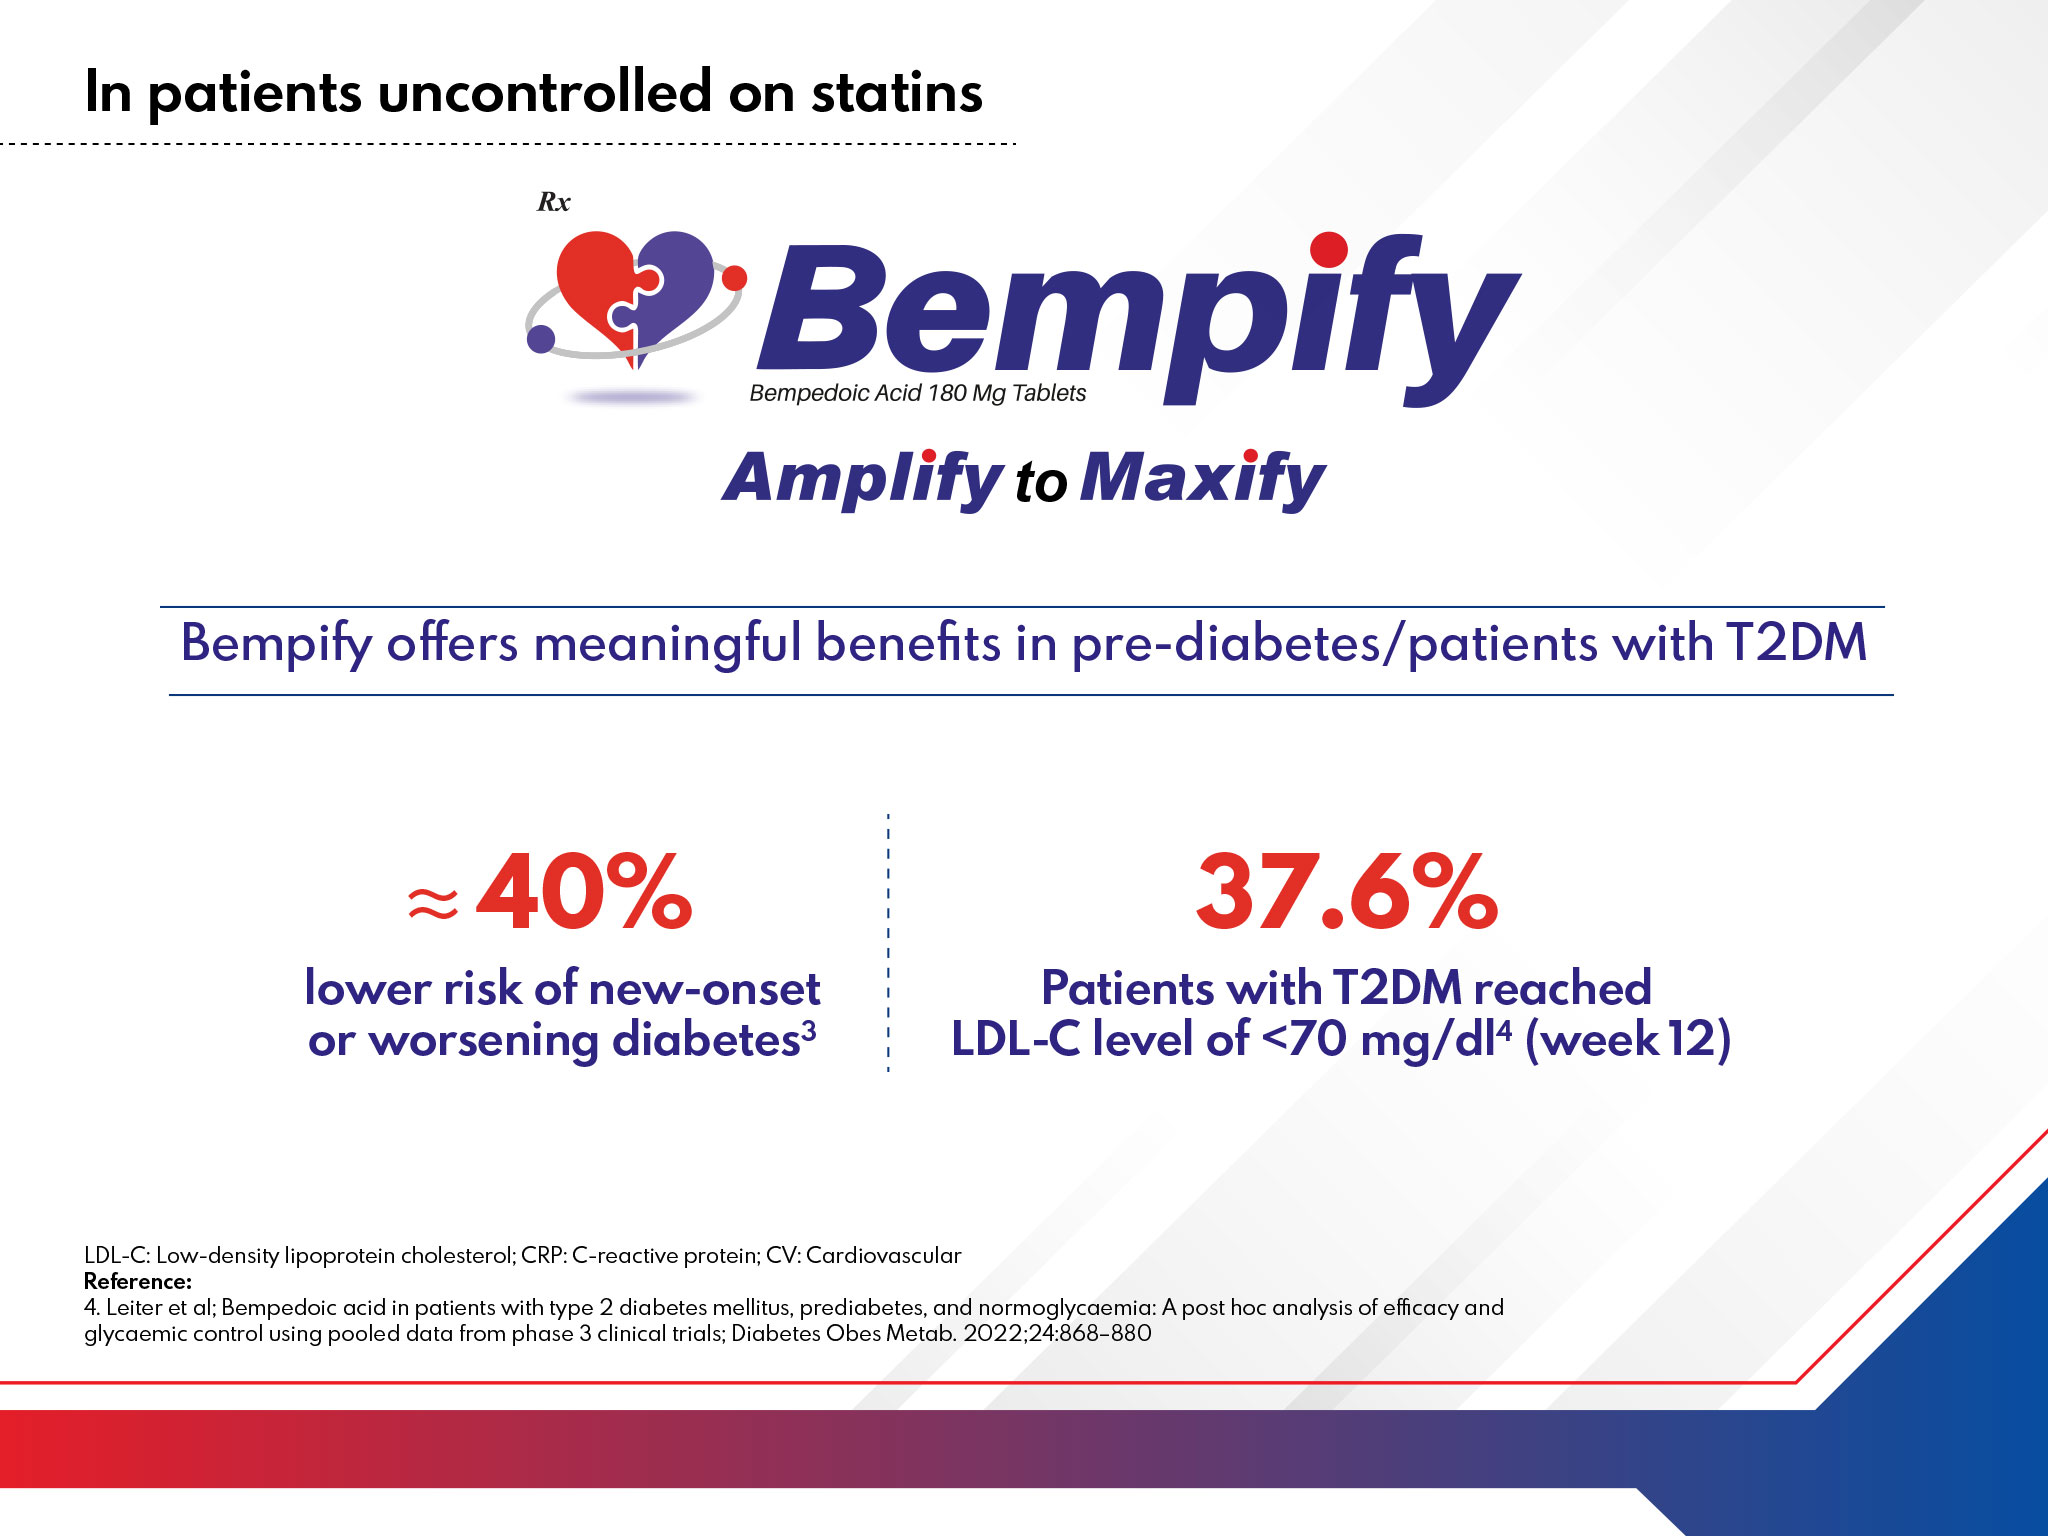 In patients uncontrolled on statins
Rx
Bempify
Bempedoic Acid 180 Mg Tablets
Amplify to Maxify
Bempify offers meaningful benefits in pre-diabetes/patients with T2DM
≈ 40%
lower risk of new-onset
or worsening diabetes³
37.6%
Patients with T2DM reached
LDL-C level of <70 mg/dl⁴ (week 12)
LDL-C: Low-density lipoprotein cholesterol; CRP: C-reactive protein; CV: Cardiovascular
Reference:
4. Leiter et al; Bempedoic acid in patients with type 2 diabetes mellitus, prediabetes, and normoglycaemia: A post hoc analysis of efficacy and
glycaemic control using pooled data from phase 3 clinical trials; Diabetes Obes Metab. 2022;24:868–880